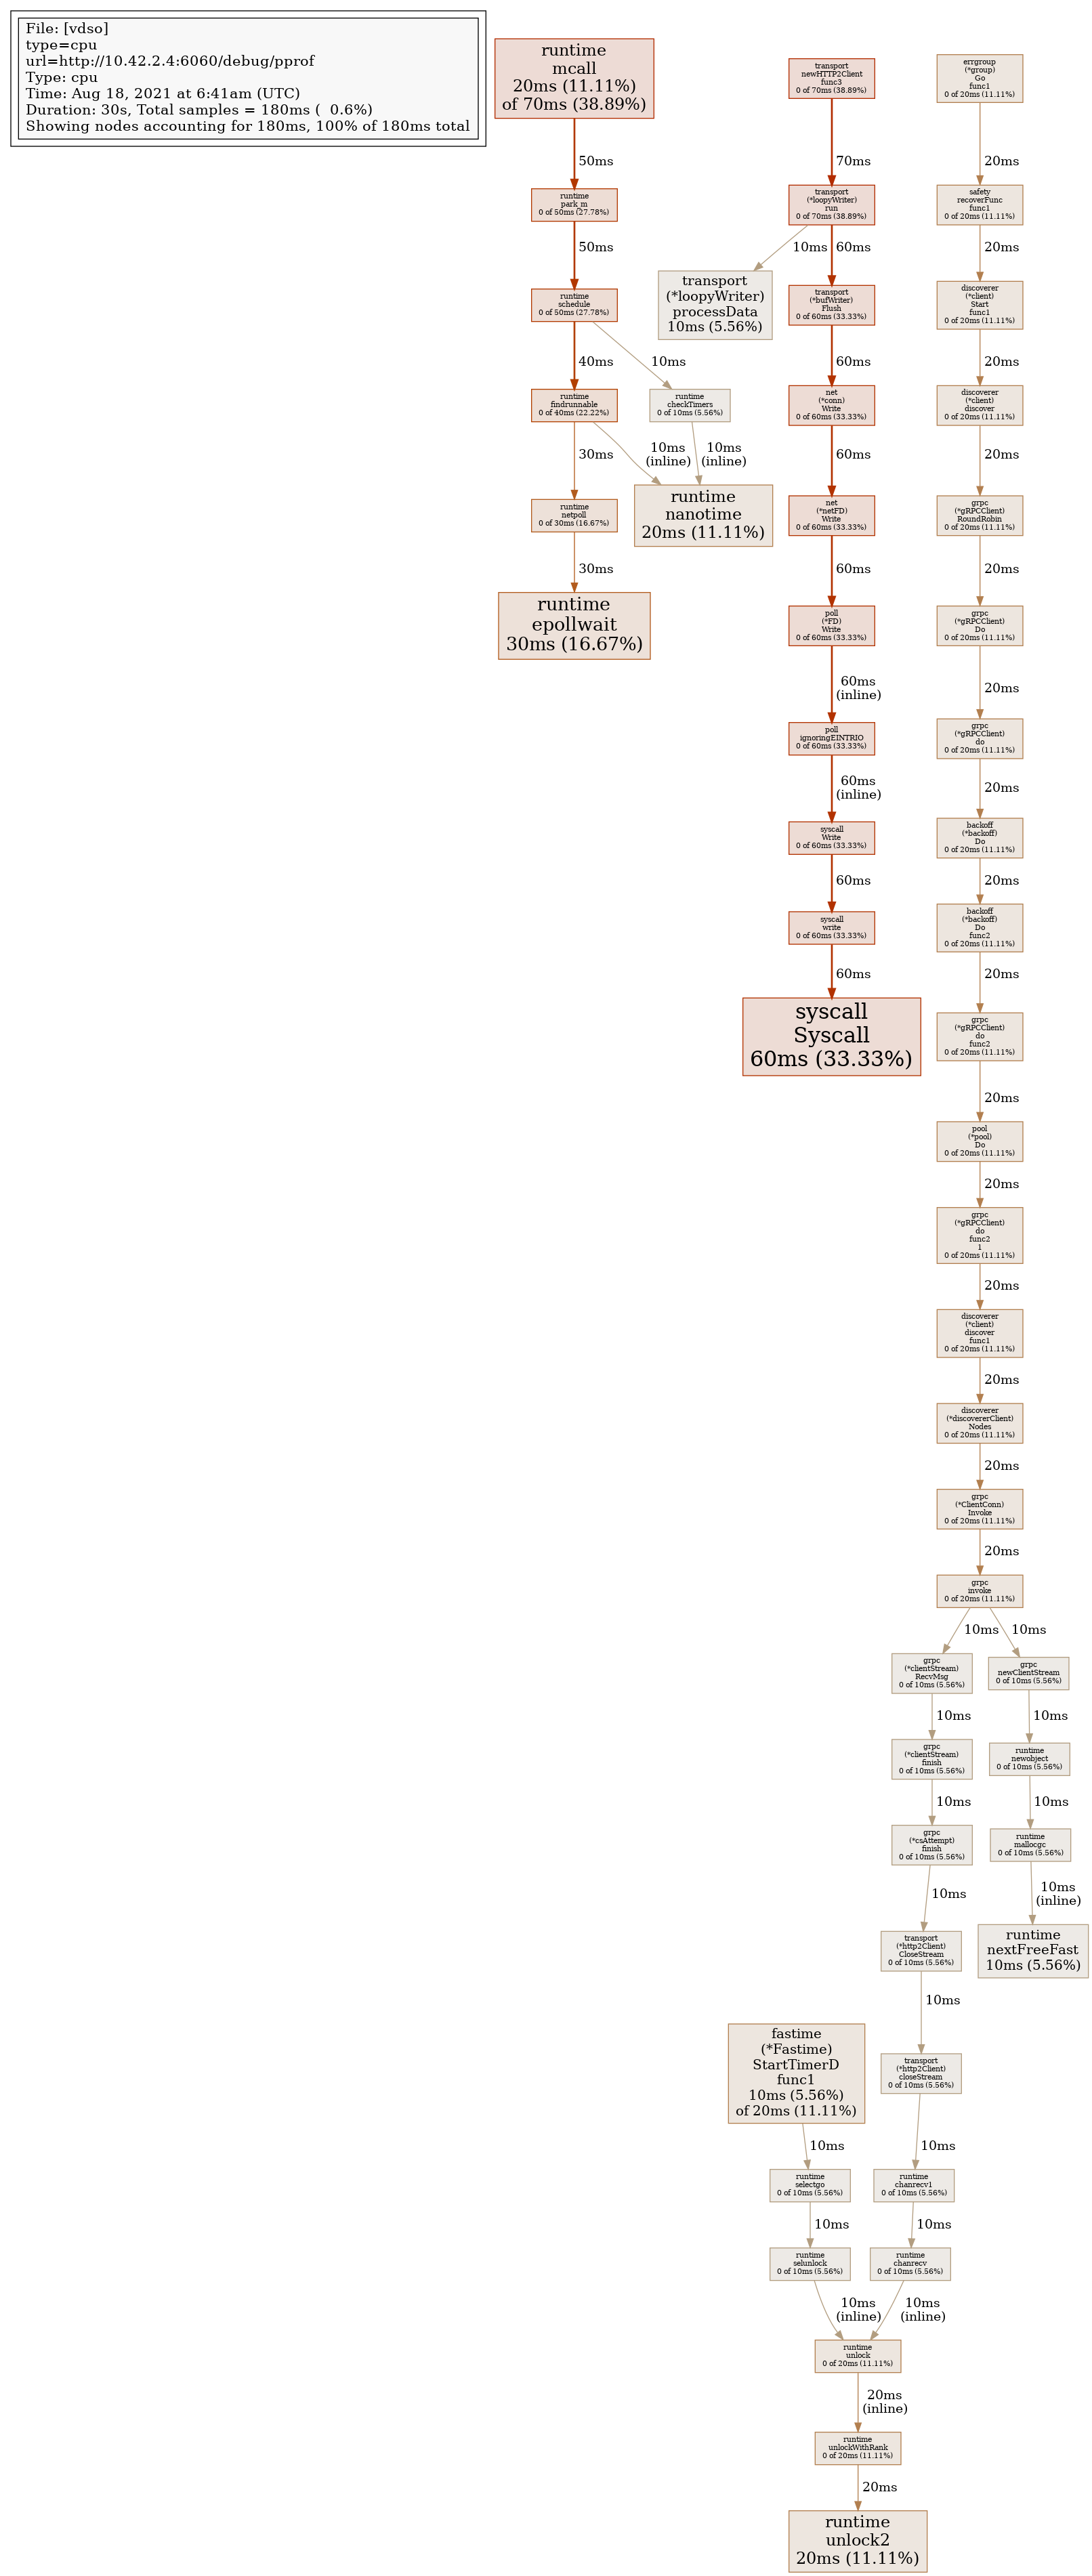 File: [vdso]
type=cpu
url=http://10.42.2.4:6060/debug/pprof
Type: cpu
Time: Aug 18, 2021 at 6:41am (UTC)
Duration: 30s, Total samples = 180ms (  0.6%)
Showing nodes accounting for 180ms, 100% of 180ms total
runtime
mcall
20ms (11.11%)
of 70ms (38.89%)
50ms
runtime
park_m
0 of 50ms (27.78%)
50ms
runtime
schedule
0 of 50ms (27.78%)
40ms
10ms
runtime
findrunnable
0 of 40ms (22.22%)
runtime
checkTimers
0 of 10ms (5.56%)
30ms
10ms
(inline)
10ms
(inline)
runtime
netpoll
0 of 30ms (16.67%)
runtime
nanotime
20ms (11.11%)
30ms
runtime
epollwait
30ms (16.67%)
transport
newHTTP2Client
func3
0 of 70ms (38.89%)
70ms
transport
(*loopyWriter)
run
0 of 70ms (38.89%)
10ms
60ms
transport
(*loopyWriter)
processData
10ms (5.56%)
transport
(*bufWriter)
Flush
0 of 60ms (33.33%)
60ms
net
(*conn)
Write
0 of 60ms (33.33%)
60ms
net
(*netFD)
Write
0 of 60ms (33.33%)
60ms
poll
(*FD)
Write
0 of 60ms (33.33%)
60ms
(inline)
poll
ignoringEINTRIO
0 of 60ms (33.33%)
60ms
(inline)
syscall
Write
0 of 60ms (33.33%)
60ms
syscall
write
0 of 60ms (33.33%)
60ms
syscall
Syscall
60ms (33.33%)
errgroup
(*group)
Go
func1
0 of 20ms (11.11%)
20ms
safety
recoverFunc
func1
0 of 20ms (11.11%)
20ms
discoverer
(*client)
Start
func1
0 of 20ms (11.11%)
20ms
discoverer
(*client)
discover
0 of 20ms (11.11%)
20ms
grpc
(*gRPCClient)
RoundRobin
0 of 20ms (11.11%)
20ms
grpc
(*gRPCClient)
Do
0 of 20ms (11.11%)
20ms
grpc
(*gRPCClient)
do
0 of 20ms (11.11%)
20ms
backoff
(*backoff)
Do
0 of 20ms (11.11%)
20ms
backoff
(*backoff)
Do
func2
0 of 20ms (11.11%)
20ms
grpc
(*gRPCClient)
do
func2
0 of 20ms (11.11%)
20ms
pool
(*pool)
Do
0 of 20ms (11.11%)
20ms
grpc
(*gRPCClient)
do
func2
1
0 of 20ms (11.11%)
20ms
discoverer
(*client)
discover
func1
0 of 20ms (11.11%)
20ms
discoverer
(*discovererClient)
Nodes
0 of 20ms (11.11%)
20ms
grpc
(*ClientConn)
Invoke
0 of 20ms (11.11%)
20ms
grpc
invoke
0 of 20ms (11.11%)
10ms
10ms
grpc
(*clientStream)
RecvMsg
0 of 10ms (5.56%)
grpc
newClientStream
0 of 10ms (5.56%)
10ms
10ms
grpc
(*clientStream)
finish
0 of 10ms (5.56%)
runtime
newobject
0 of 10ms (5.56%)
10ms
10ms
grpc
(*csAttempt)
finish
0 of 10ms (5.56%)
runtime
mallocgc
0 of 10ms (5.56%)
10ms
10ms
(inline)
transport
(*http2Client)
CloseStream
0 of 10ms (5.56%)
runtime
nextFreeFast
10ms (5.56%)
10ms
fastime
(*Fastime)
StartTimerD
func1
10ms (5.56%)
of 20ms (11.11%)
transport
(*http2Client)
closeStream
0 of 10ms (5.56%)
10ms
10ms
runtime
selectgo
0 of 10ms (5.56%)
runtime
chanrecv1
0 of 10ms (5.56%)
10ms
10ms
runtime
selunlock
0 of 10ms (5.56%)
runtime
chanrecv
0 of 10ms (5.56%)
10ms
(inline)
10ms
(inline)
runtime
unlock
0 of 20ms (11.11%)
20ms
(inline)
runtime
unlockWithRank
0 of 20ms (11.11%)
20ms
runtime
unlock2
20ms (11.11%)